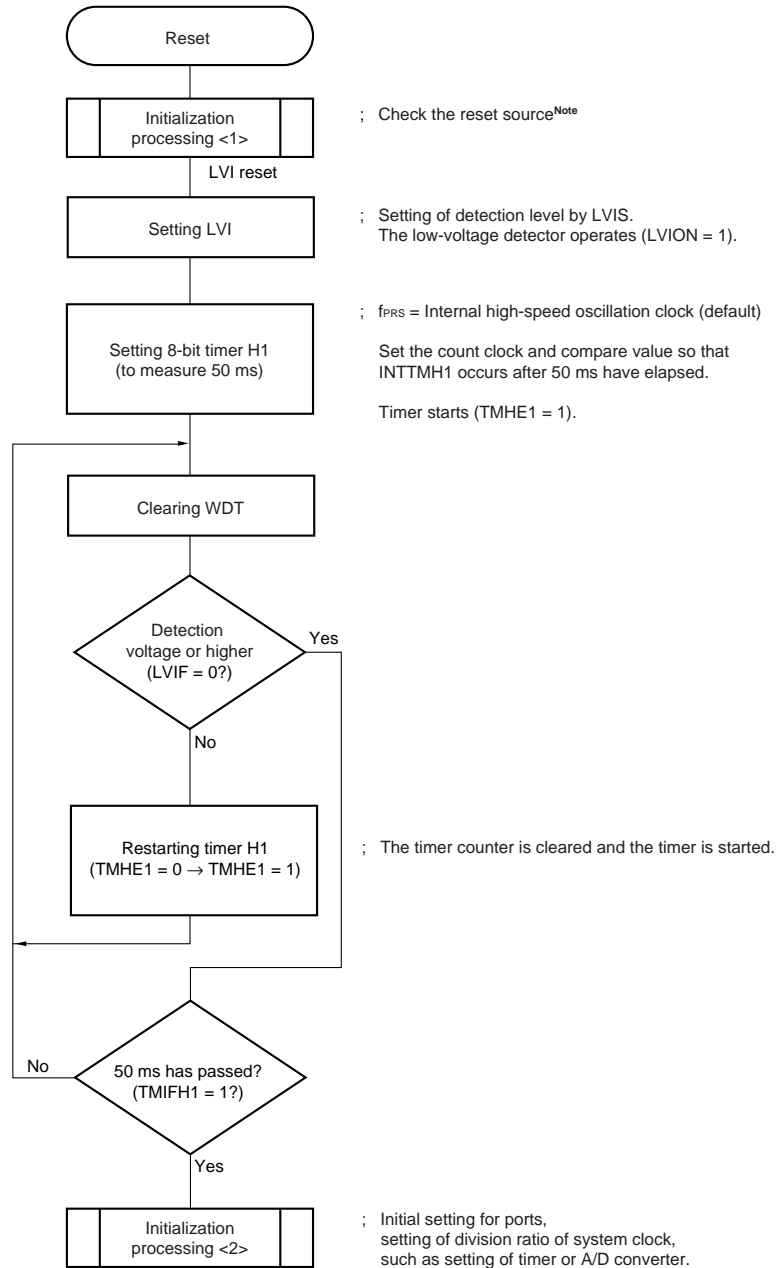 Reset
Initialization
processing <1>
; Check the reset sourceNote
LVI reset
Setting LVI
; Setting of detection level by LVIS.
The low-voltage detector operates (LVION = 1).
Setting 8-bit timer H1
(to measure 50 ms)
; fPRS = Internal high-speed oscillation clock (default)
Set the count clock and compare value so that
INTTMH1 occurs after 50 ms have elapsed.
Timer starts (TMHE1 = 1).
Clearing WDT
Detection
voltage or higher
(LVIF = 0?)
Yes
No
Restarting timer H1
(TMHE1 = 0 → TMHE1 = 1)
; The timer counter is cleared and the timer is started.
No
50 ms has passed?
(TMIFH1 = 1?)
Yes
Initialization
processing <2>
; Initial setting for ports,
setting of division ratio of system clock,
such as setting of timer or A/D converter.